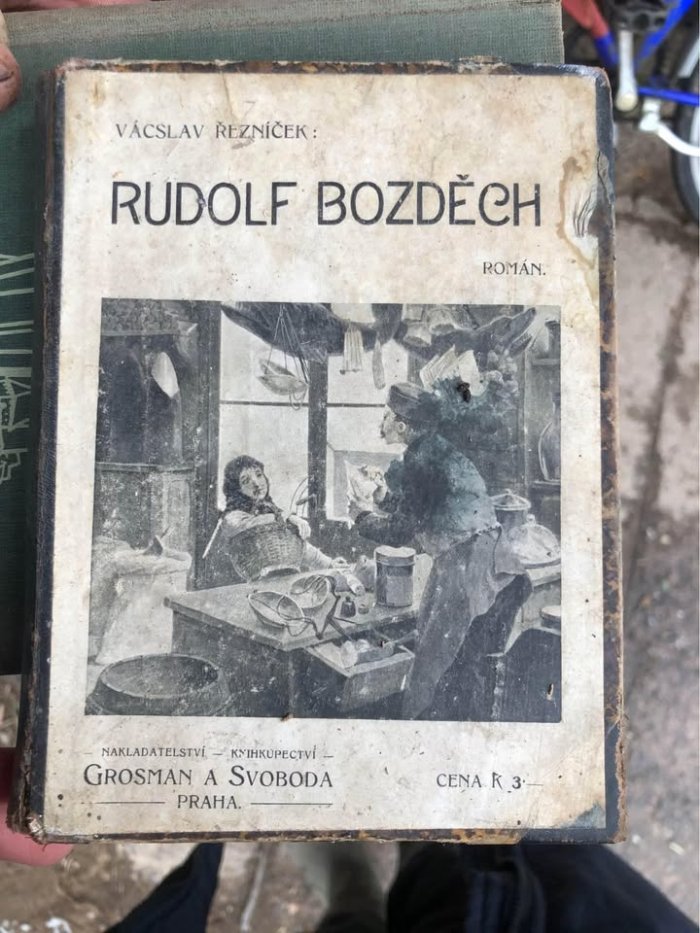 VÁCSLAV ŘEZNÍČEK:
RUDOLF BOZDĚCH
ROMÁN.
— NAKLADATELSTVÍ — KNIHKUPECTVÍ —
GROSMAN A SVOBODA
PRAHA.
CENA K 3·—